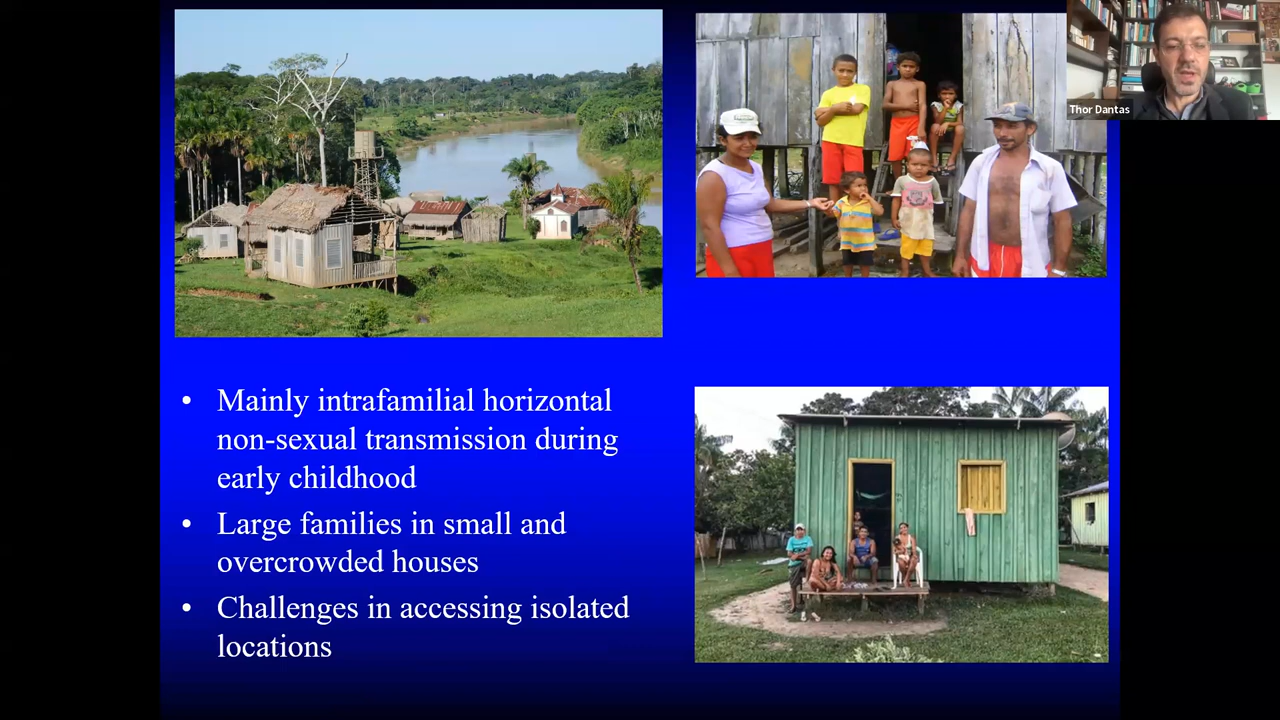 Thor Dantas
• Mainly intrafamilial horizontal
non-sexual transmission during
early childhood
• Large families in small and
overcrowded houses
• Challenges in accessing isolated
locations